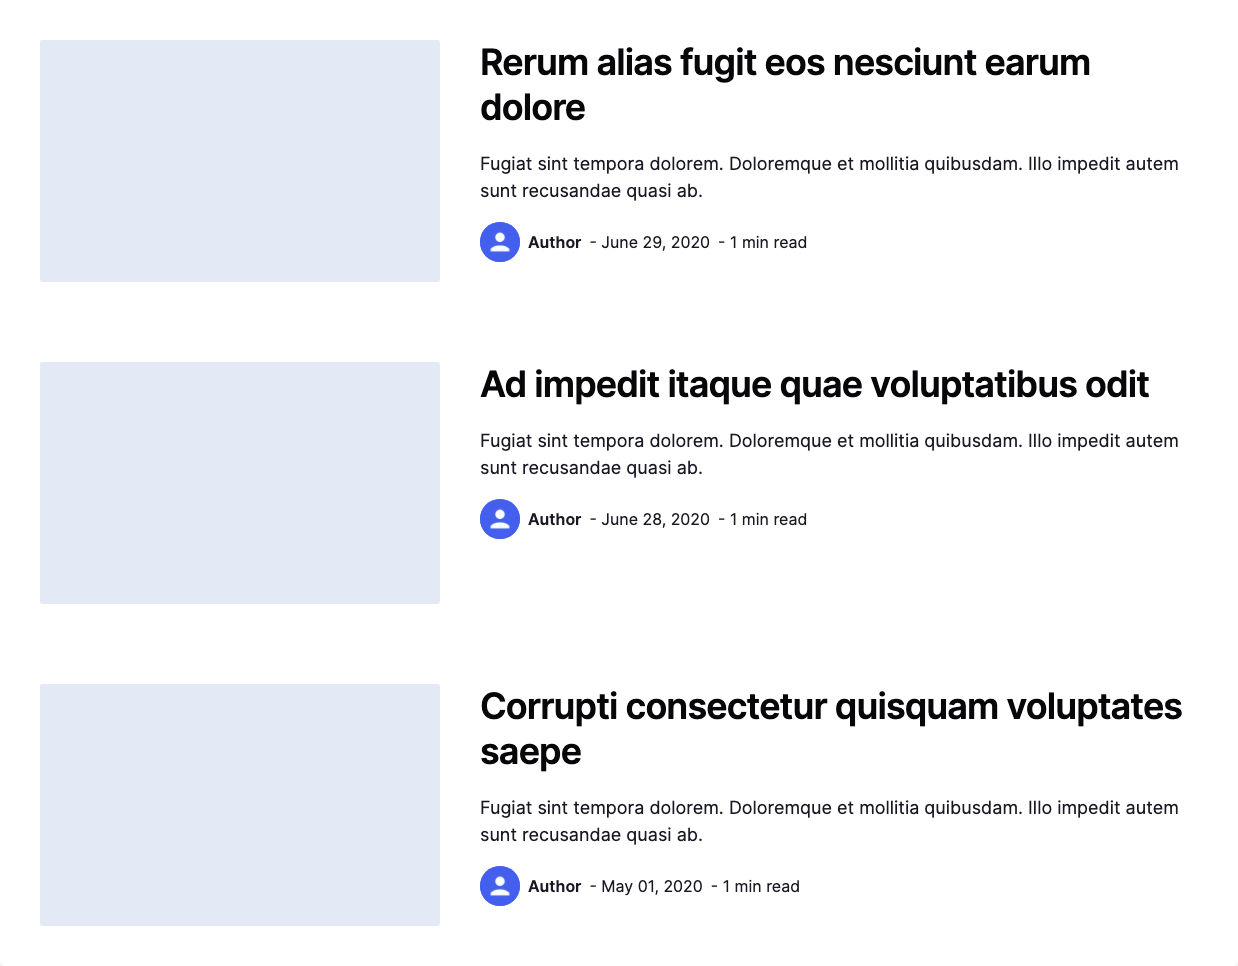 Rerum alias fugit eos nesciunt earum
dolore
Fugiat sint tempora dolorem. Doloremque et mollitia quibusdam. Illo impedit autem
sunt recusandae quasi ab.
Author - June 29, 2020 - 1 min read
Ad impedit itaque quae voluptatibus odit
Fugiat sint tempora dolorem. Doloremque et mollitia quibusdam. Illo impedit autem
sunt recusandae quasi ab.
Author - June 28, 2020 - 1 min read
Corrupti consectetur quisquam voluptates
saepe
Fugiat sint tempora dolorem. Doloremque et mollitia quibusdam. Illo impedit autem
sunt recusandae quasi ab.
Author - May 01, 2020 - 1 min read